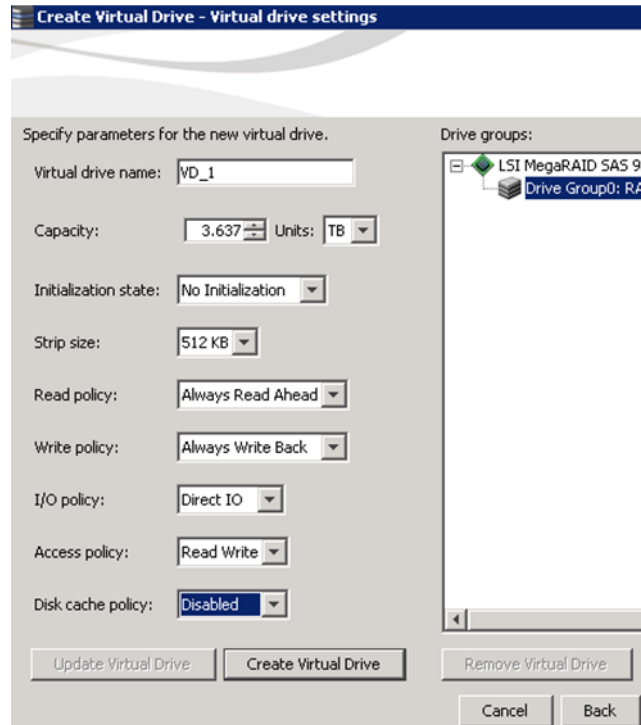 Create Virtual Drive - Virtual drive settings
Specify parameters for the new virtual drive.
Virtual drive name: VD_1
Capacity: 3.637 Units: TB
Initialization state: No Initialization
Strip size: 512 KB
Read policy: Always Read Ahead
Write policy: Always Write Back
I/O policy: Direct IO
Access policy: Read Write
Disk cache policy: Disabled
Update Virtual Drive Create Virtual Drive
Drive groups:
LSI MegaRAID SAS 9
Drive Group0: RA
Remove Virtual Drive
Cancel Back